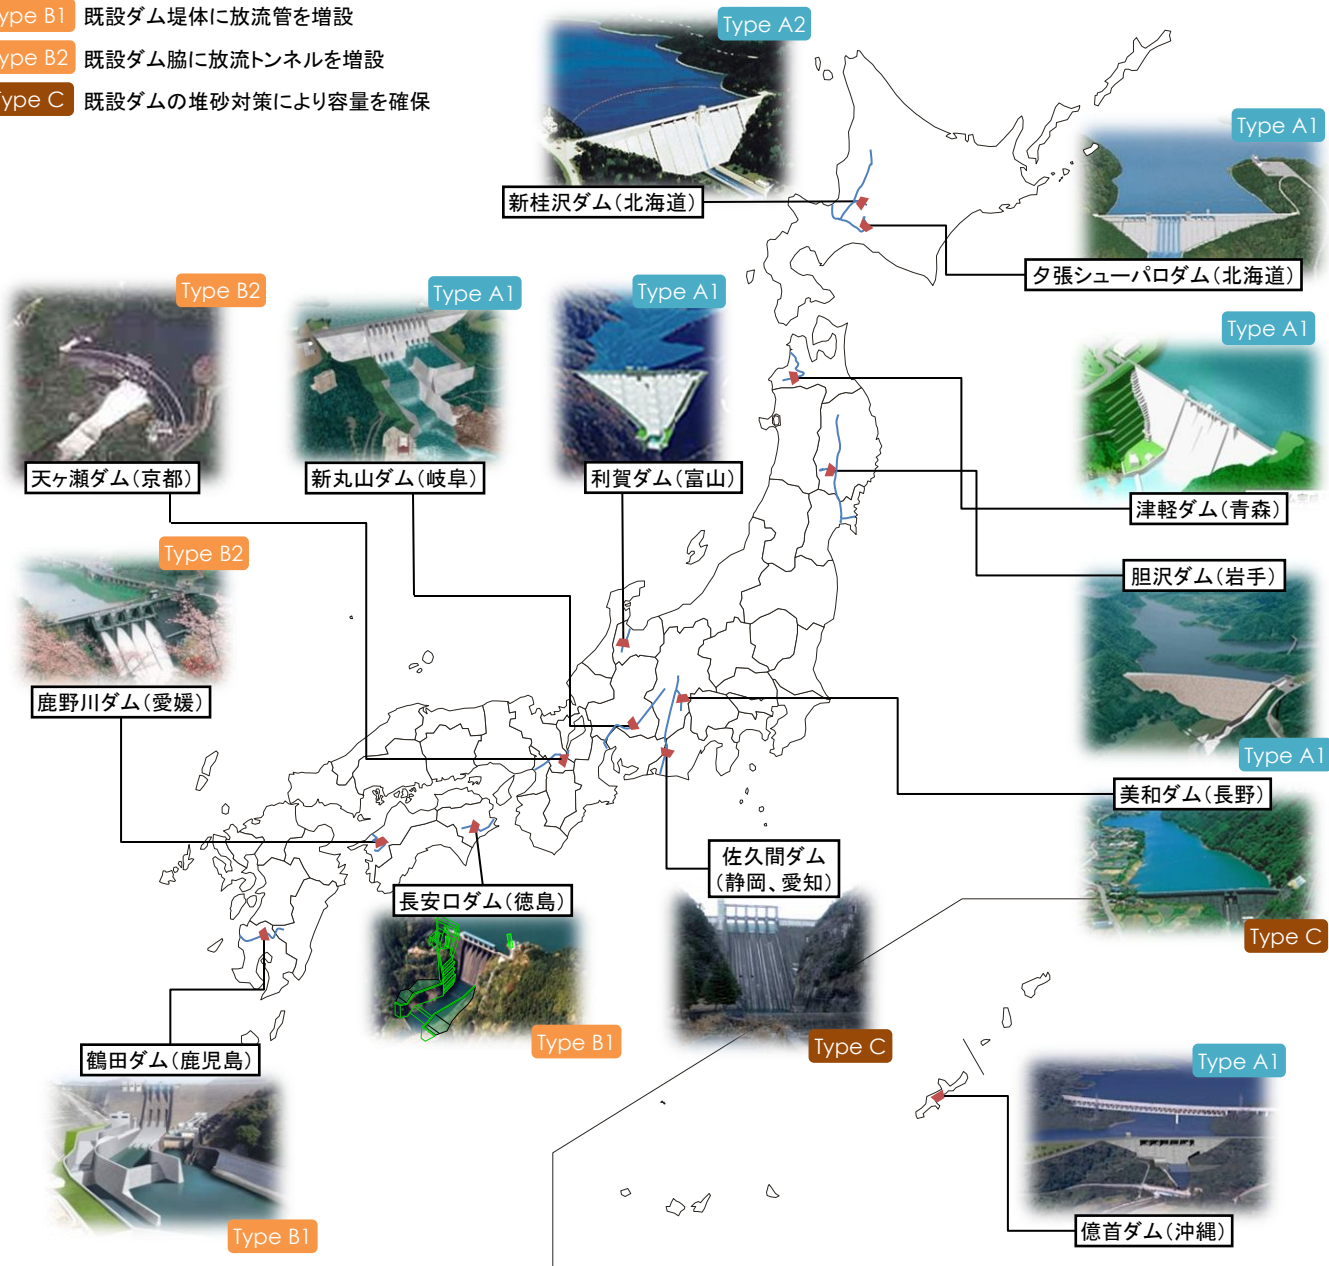 Type B1 既設ダム堤体に放流管を増設
Type B2 既設ダム脇に放流トンネルを増設
Type C 既設ダムの堆砂対策により容量を確保
Type A2
新桂沢ダム(北海道)
Type A1
夕張シューパロダム(北海道)
Type B2
天ヶ瀬ダム(京都)
Type A1
新丸山ダム(岐阜)
Type A1
利賀ダム(富山)
Type A1
津軽ダム(青森)
胆沢ダム(岩手)
Type A1
Type B2
鹿野川ダム(愛媛)
美和ダム(長野)
Type C
佐久間ダム
(静岡、愛知)
Type C
長安口ダム(徳島)
Type B1
鶴田ダム(鹿児島)
Type B1
Type A1
億首ダム(沖縄)